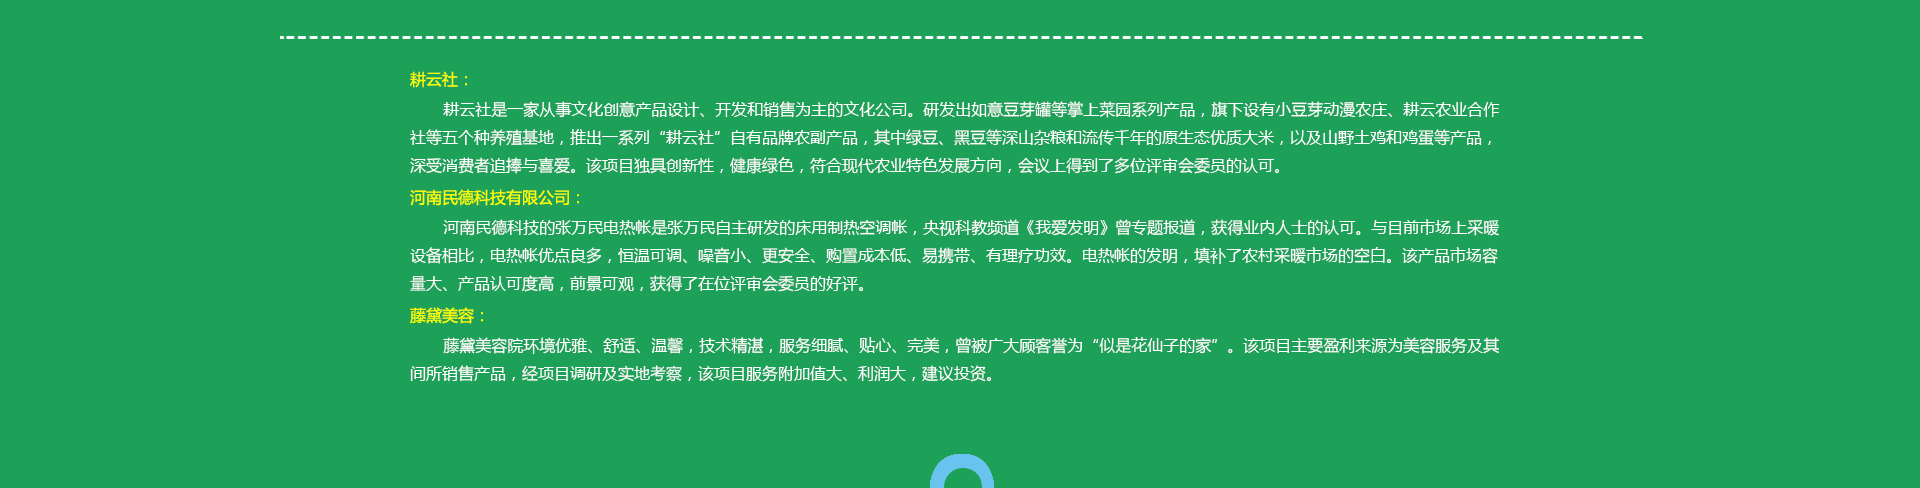 耕云社：
耕云社是一家从事文化创意产品设计、开发和销售为主的文化公司。研发出如意豆芽罐等掌上菜园系列产品，旗下设有小豆芽动漫农庄、耕云农业合作
社等五个种养殖基地，推出一系列“耕云社”自有品牌农副产品，其中绿豆、黑豆等深山杂粮和流传千年的原生态优质大米，以及山野土鸡和鸡蛋等产品，
深受消费者追捧与喜爱。该项目独具创新性，健康绿色，符合现代农业特色发展方向，会议上得到了多位评审会委员的认可。
河南民德科技有限公司：
河南民德科技的张万民电热帐是张万民自主研发的床用制热空调帐，央视科教频道《我爱发明》曾专题报道，获得业内人士的认可。与目前市场上采暖
设备相比，电热帐优点良多，恒温可调、噪音小、更安全、购置成本低、易携带、有理疗功效。电热帐的发明，填补了农村采暖市场的空白。该产品市场容
量大、产品认可度高，前景可观，获得了在位评审会委员的好评。
藤黛美容：
藤黛美容院环境优雅、舒适、温馨，技术精湛，服务细腻、贴心、完美，曾被广大顾客誉为“似是花仙子的家”。该项目主要盈利来源为美容服务及其
间所销售产品，经项目调研及实地考察，该项目服务附加值大、利润大，建议投资。